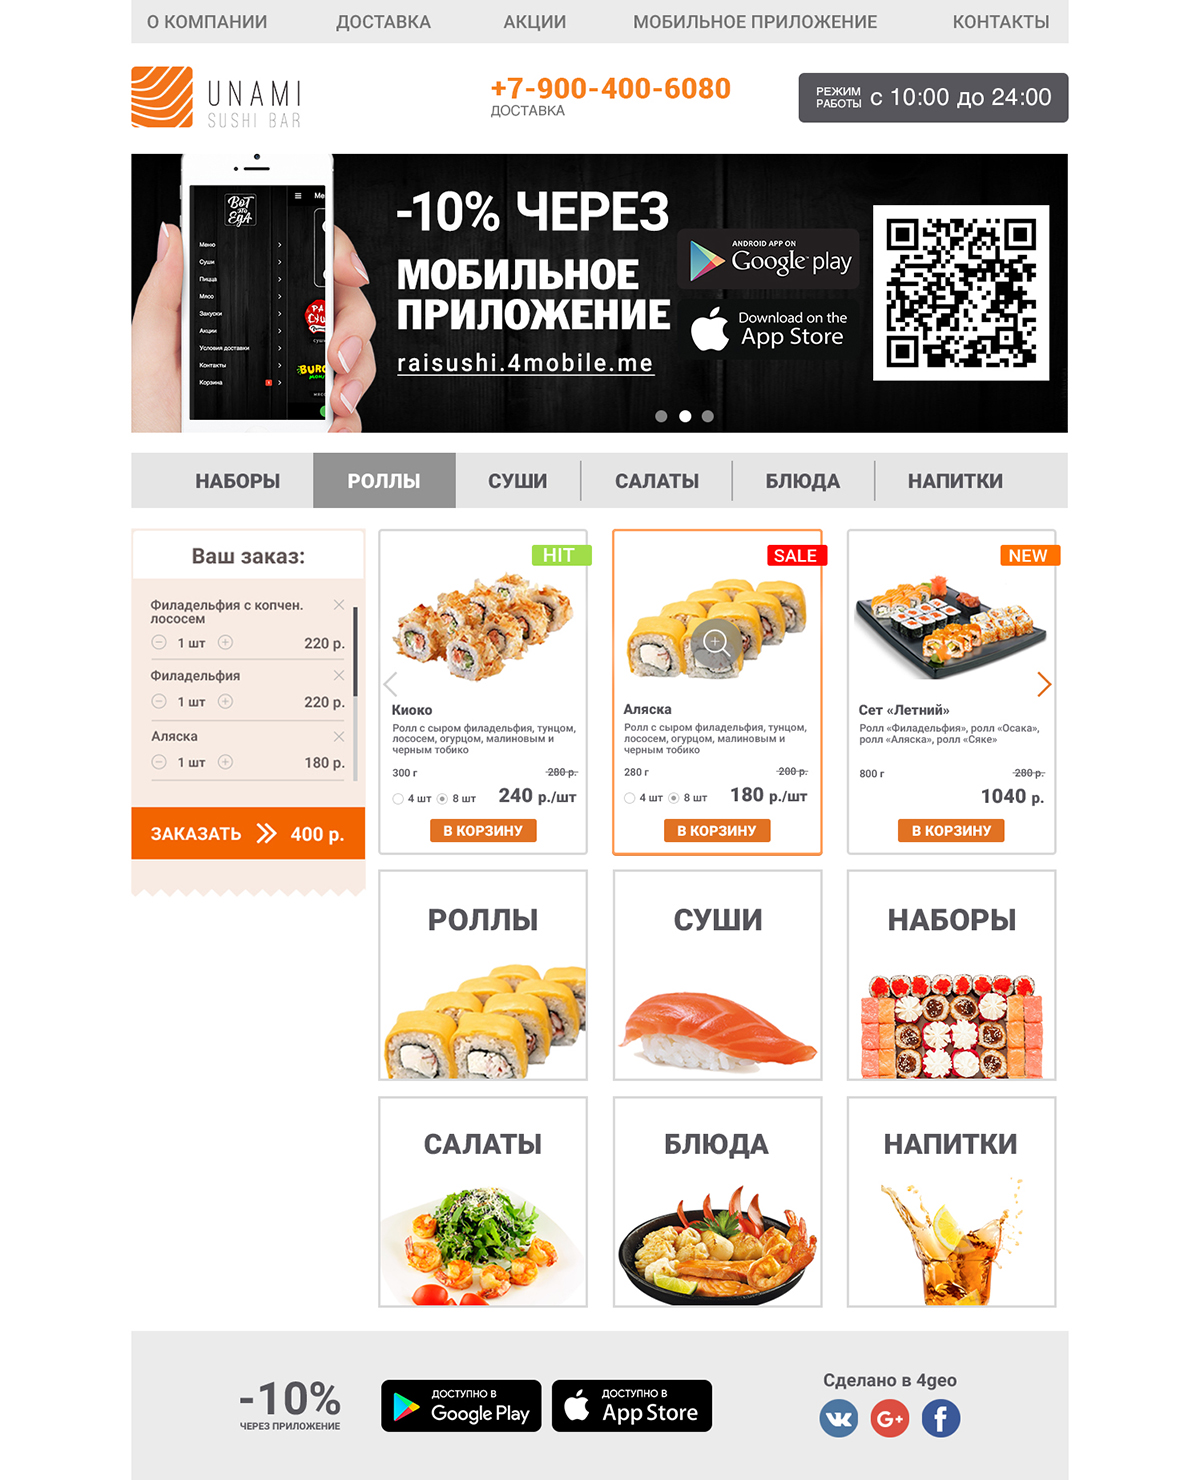 О КОМПАНИИ ДОСТАВКА АКЦИИ МОБИЛЬНОЕ ПРИЛОЖЕНИЕ КОНТАКТЫ
UNAMI
SUSHI BAR
+7-900-400-6080
ДОСТАВКА
РЕЖИМ
РАБОТЫ
с 10:00 до 24:00
Вот
это
ЕдА
Ме
Меню
Суши
Пицца
Мясо
Закуски
Акции
Условия доставки
Контакты
Корзина
-10% ЧЕРЕЗ
МОБИЛЬНОЕ
ПРИЛОЖЕНИЕ
raisushi.4mobile.me
ANDROID APP ON
Google play
Download on the
App Store
НАБОРЫ РОЛЛЫ СУШИ САЛАТЫ БЛЮДА НАПИТКИ
Ваш заказ:
Филадельфия с копчен.
лососем
1 шт 220 р.
Филадельфия
1 шт 220 р.
Аляска
1 шт 180 р.
ЗАКАЗАТЬ 400 р.
HIT
Киоко
Ролл с сыром филадельфия, тунцом,
лососем, огурцом, малиновым и
черным тобико
300 г 280 р.
4 шт 8 шт 240 р./шт
В КОРЗИНУ
SALE
Аляска
Ролл с сыром филадельфия, тунцом,
лососем, огурцом, малиновым и
черным тобико
280 г 200 р.
4 шт 8 шт 180 р./шт
В КОРЗИНУ
NEW
Сет «Летний»
Ролл «Филадельфия», ролл «Осака»,
ролл «Аляска», ролл «Сяке»
800 г 280 р.
1040 р.
В КОРЗИНУ
РОЛЛЫ СУШИ НАБОРЫ
САЛАТЫ БЛЮДА НАПИТКИ
-10%
ЧЕРЕЗ ПРИЛОЖЕНИЕ
ДОСТУПНО В
Google Play
ДОСТУПНО В
App Store
Сделано в 4geo
G+ f